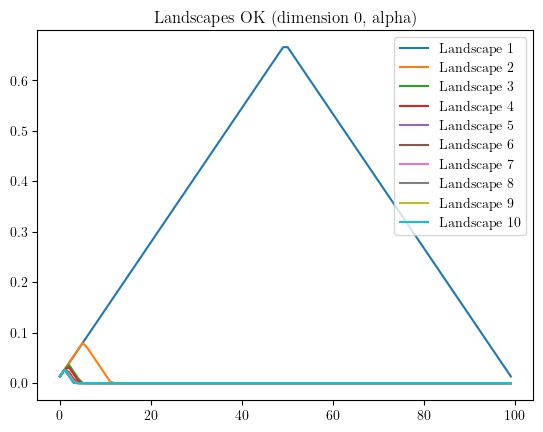 Landscapes OK (dimension 0, alpha)
Landscape 1
Landscape 2
Landscape 3
Landscape 4
Landscape 5
Landscape 6
Landscape 7
Landscape 8
Landscape 9
Landscape 10
0.6
0.5
0.4
0.3
0.2
0.1
0.0
0 20 40 60 80 100